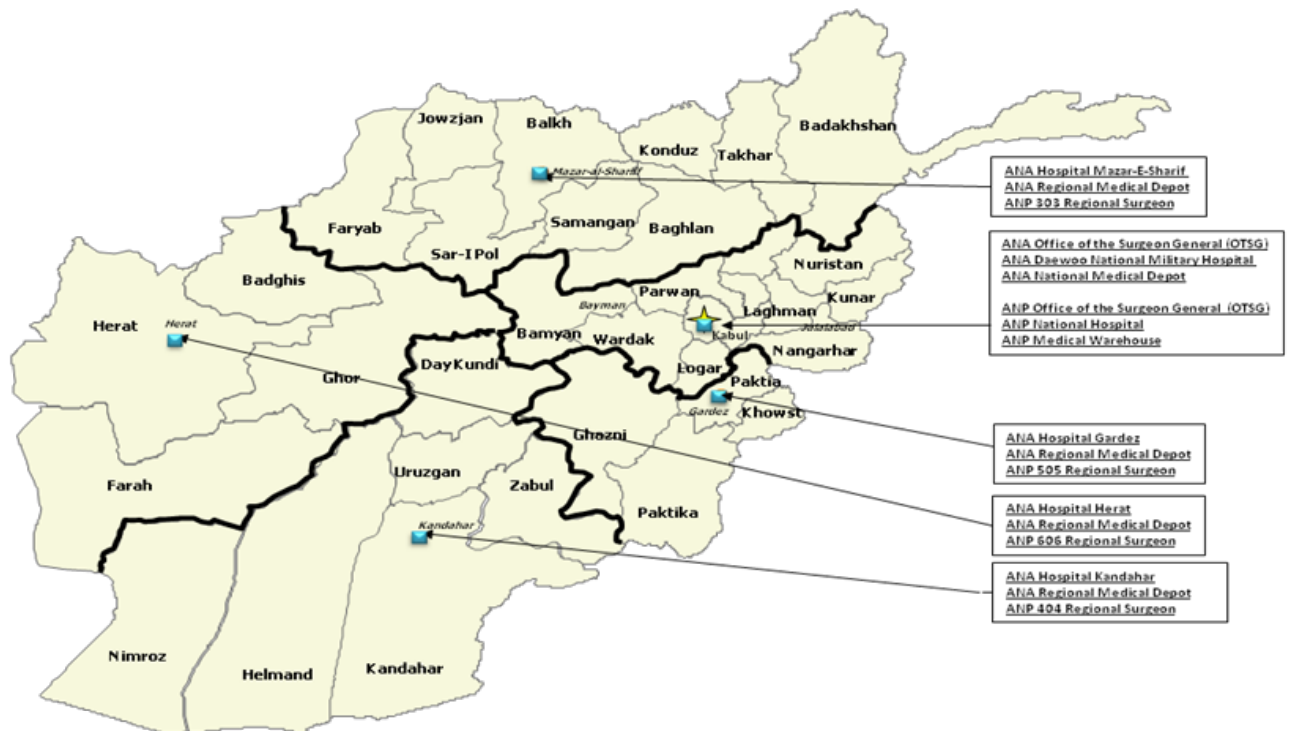 Jowzjan
Balkh
Konduz
Takhar
Badakhshan
Mazar-al-Sharif
Faryab
Samangan
Baghlan
Sar-I Pol
Badghis
Nuristan
Parwan
Kunar
Laghman
Herat
Herat
Bayman
Bamyan
Wardak
Kabul
Jalalabad
Nangarhar
Day Kundi
Logar
Ghor
Paktia
Gardez
Khowst
Ghazni
Uruzgan
Zabul
Farah
Paktika
Kandahar
Nimroz
Helmand
Kandahar
ANA Hospital Mazar-E-Sharif
ANA Regional Medical Depot
ANP 303 Regional Surgeon
ANA Office of the Surgeon General (OTSG)
ANA Daewoo National Military Hospital
ANA National Medical Depot
ANP Office of the Surgeon General (OTSG)
ANP National Hospital
ANP Medical Warehouse
ANA Hospital Gardez
ANA Regional Medical Depot
ANP 505 Regional Surgeon
ANA Hospital Herat
ANA Regional Medical Depot
ANP 606 Regional Surgeon
ANA Hospital Kandahar
ANA Regional Medical Depot
ANP 404 Regional Surgeon